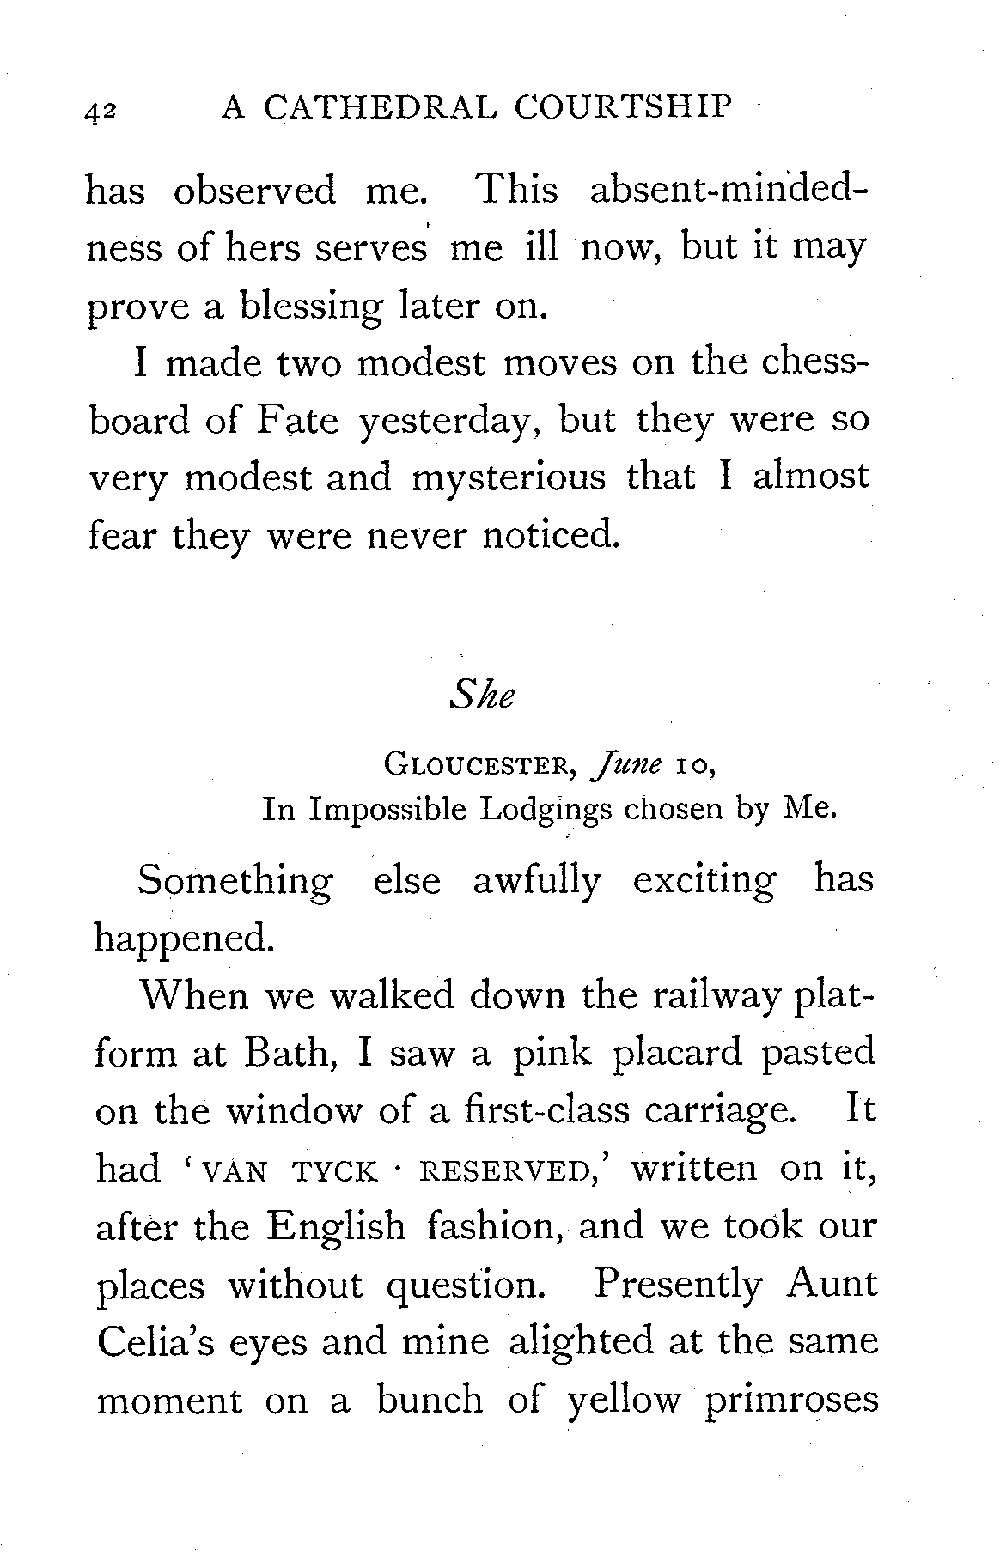 42 A CATHEDRAL COURTSHIP
has observed me. This absent-minded-
ness of hers serves me ill now, but it may
prove a blessing later on.
I made two modest moves on the chess-
board of Fate yesterday, but they were so
very modest and mysterious that I almost
fear they were never noticed.
She
GLOUCESTER, June 10,
In Impossible Lodgings chosen by Me.
Something else awfully exciting has
happened.
When we walked down the railway plat-
form at Bath, I saw a pink placard pasted
on the window of a first-class carriage. It
had ‘VAN TYCK · RESERVED,’ written on it,
after the English fashion, and we took our
places without question. Presently Aunt
Celia’s eyes and mine alighted at the same
moment on a bunch of yellow primroses